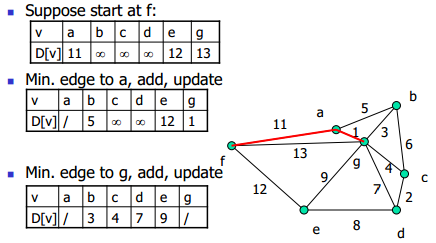 Suppose start at f:
v a b c d e g
D[v] 11 ∞ ∞ ∞ 12 13
Min. edge to a, add, update
v a b c d e g
D[v] / 5 ∞ ∞ 12 1
Min. edge to g, add, update
v a b c d e g
D[v] / 3 4 7 9 /
b
a 5
11 1 3
6
f 13 g 4 c
12 9 7 2
e 8 d